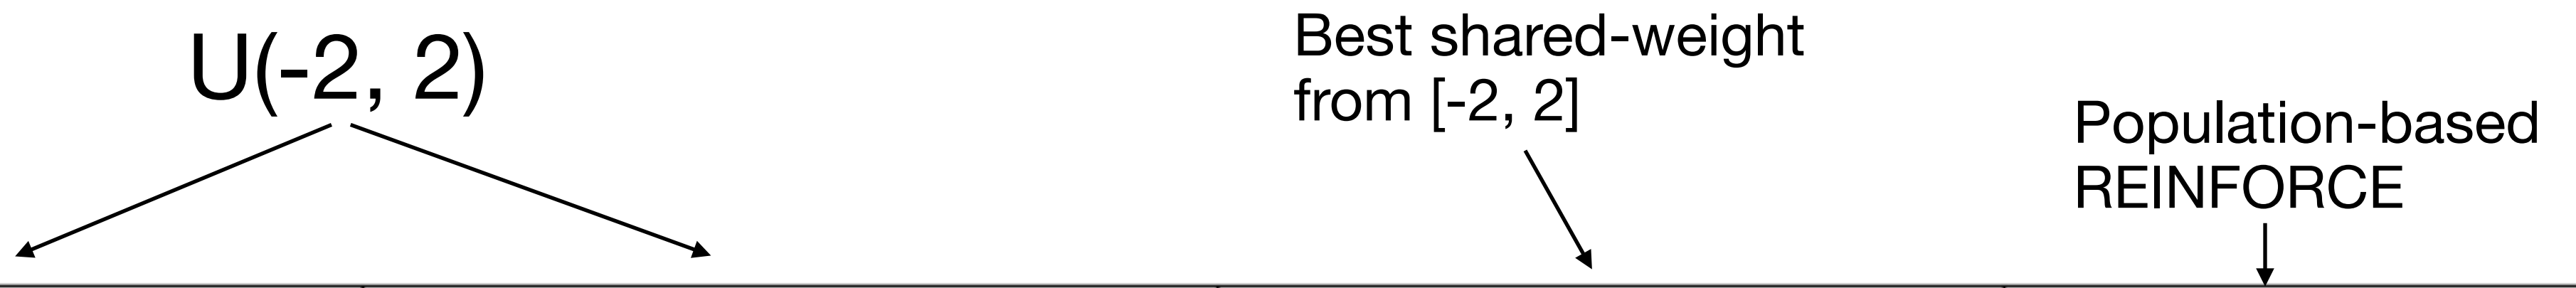 U(-2, 2)
Best shared-weight
from [-2, 2]
Population-based
REINFORCE